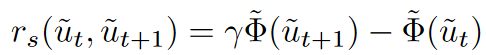 r_s(ũ_t, ũ_{t+1}) = γΦ̃(ũ_{t+1}) − Φ̃(ũ_t)